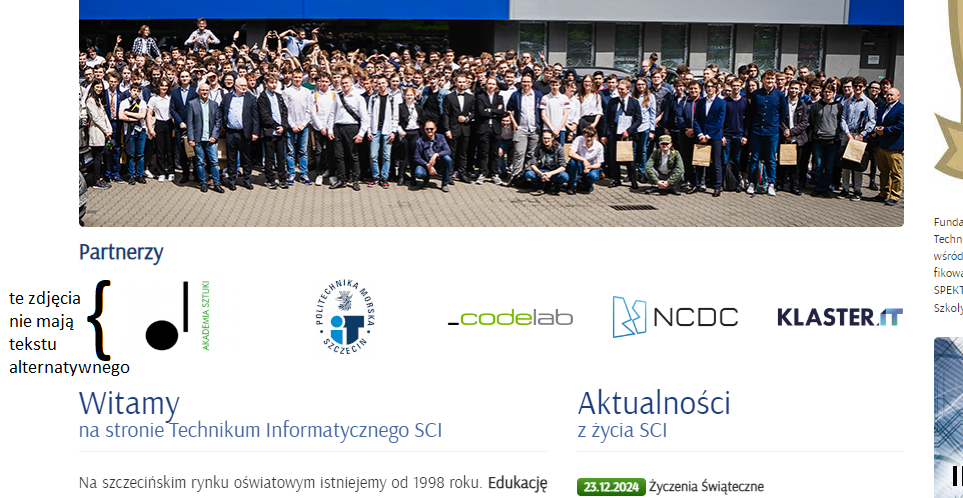 Partnerzy
te zdjęcia
nie mają
tekstu
alternatywnego
AKADEMIA SZTUKI
POLITECHNIKA MORSKA
iT
SZCZECIN
_codelab
NCDC
KLASTER.IT
Witamy
na stronie Technikum Informatycznego SCI
Na szczecińskim rynku oświatowym istniejemy od 1998 roku. Edukację
Aktualności
z życia SCI
23.12.2024 Życzenia Świąteczne
Funda
Techn
wśród
fikowa
SPEKT
Szkoły